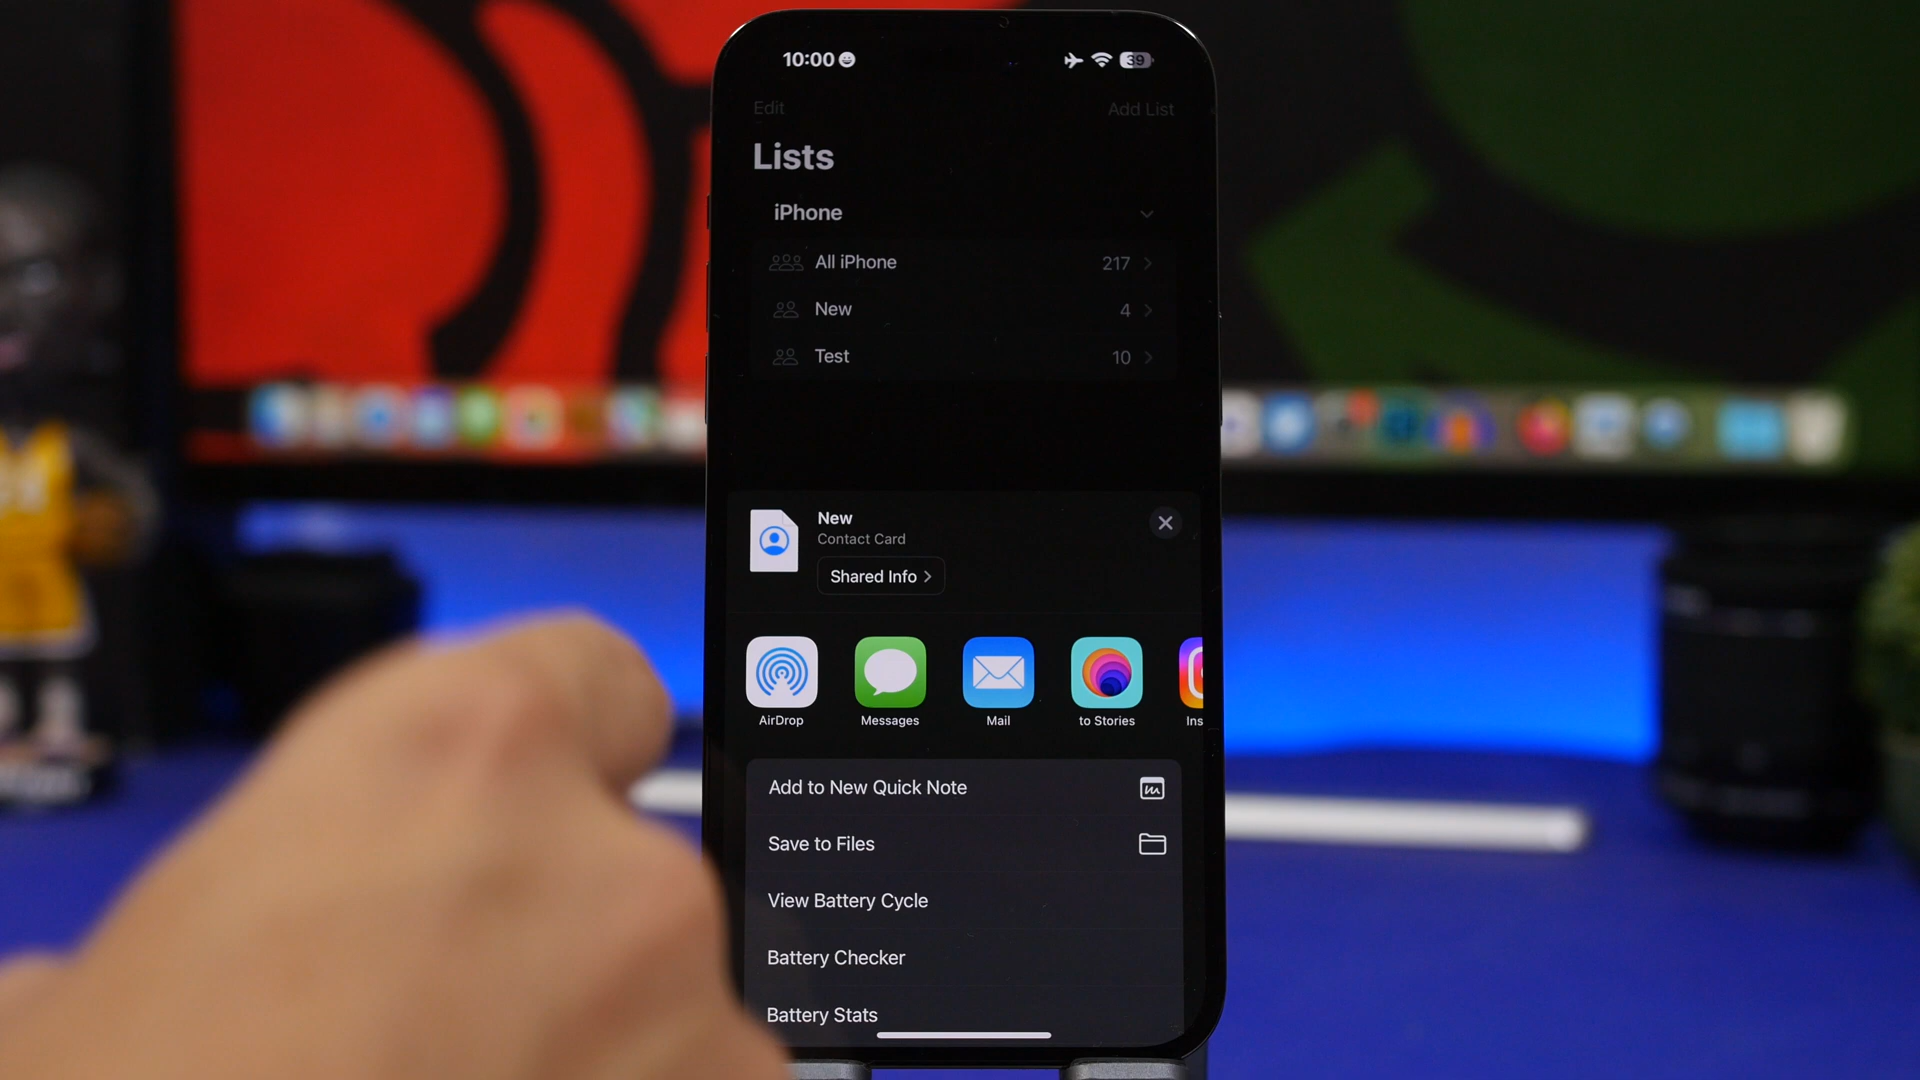 10:00
39
Edit
Add List
Lists
iPhone
All iPhone
217
New
4
Test
10
New
Contact Card
Shared Info
AirDrop
Messages
Mail
to Stories
Ins
Add to New Quick Note
Save to Files
View Battery Cycle
Battery Checker
Battery Stats